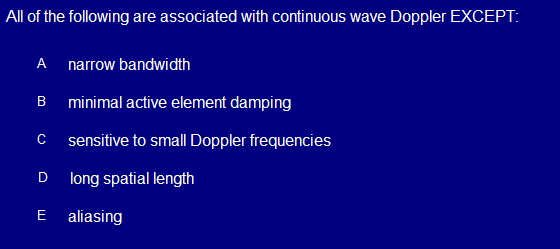 All of the following are associated with continuous wave Doppler EXCEPT:
A narrow bandwidth
B minimal active element damping
C sensitive to small Doppler frequencies
D long spatial length
E aliasing